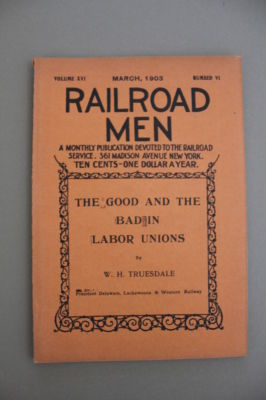 VOLUME XVI MARCH, 1903 NUMBER VI
RAILROAD
MEN
A MONTHLY PUBLICATION DEVOTED TO THE RAILROAD
SERVICE. 361 MADISON AVENUE NEW YORK.
TEN CENTS-ONE DOLLAR A YEAR.
THE GOOD AND THE
BAD IN
LABOR UNIONS
by
W. H. TRUESDALE
President Delaware, Lackawanna & Western Railway